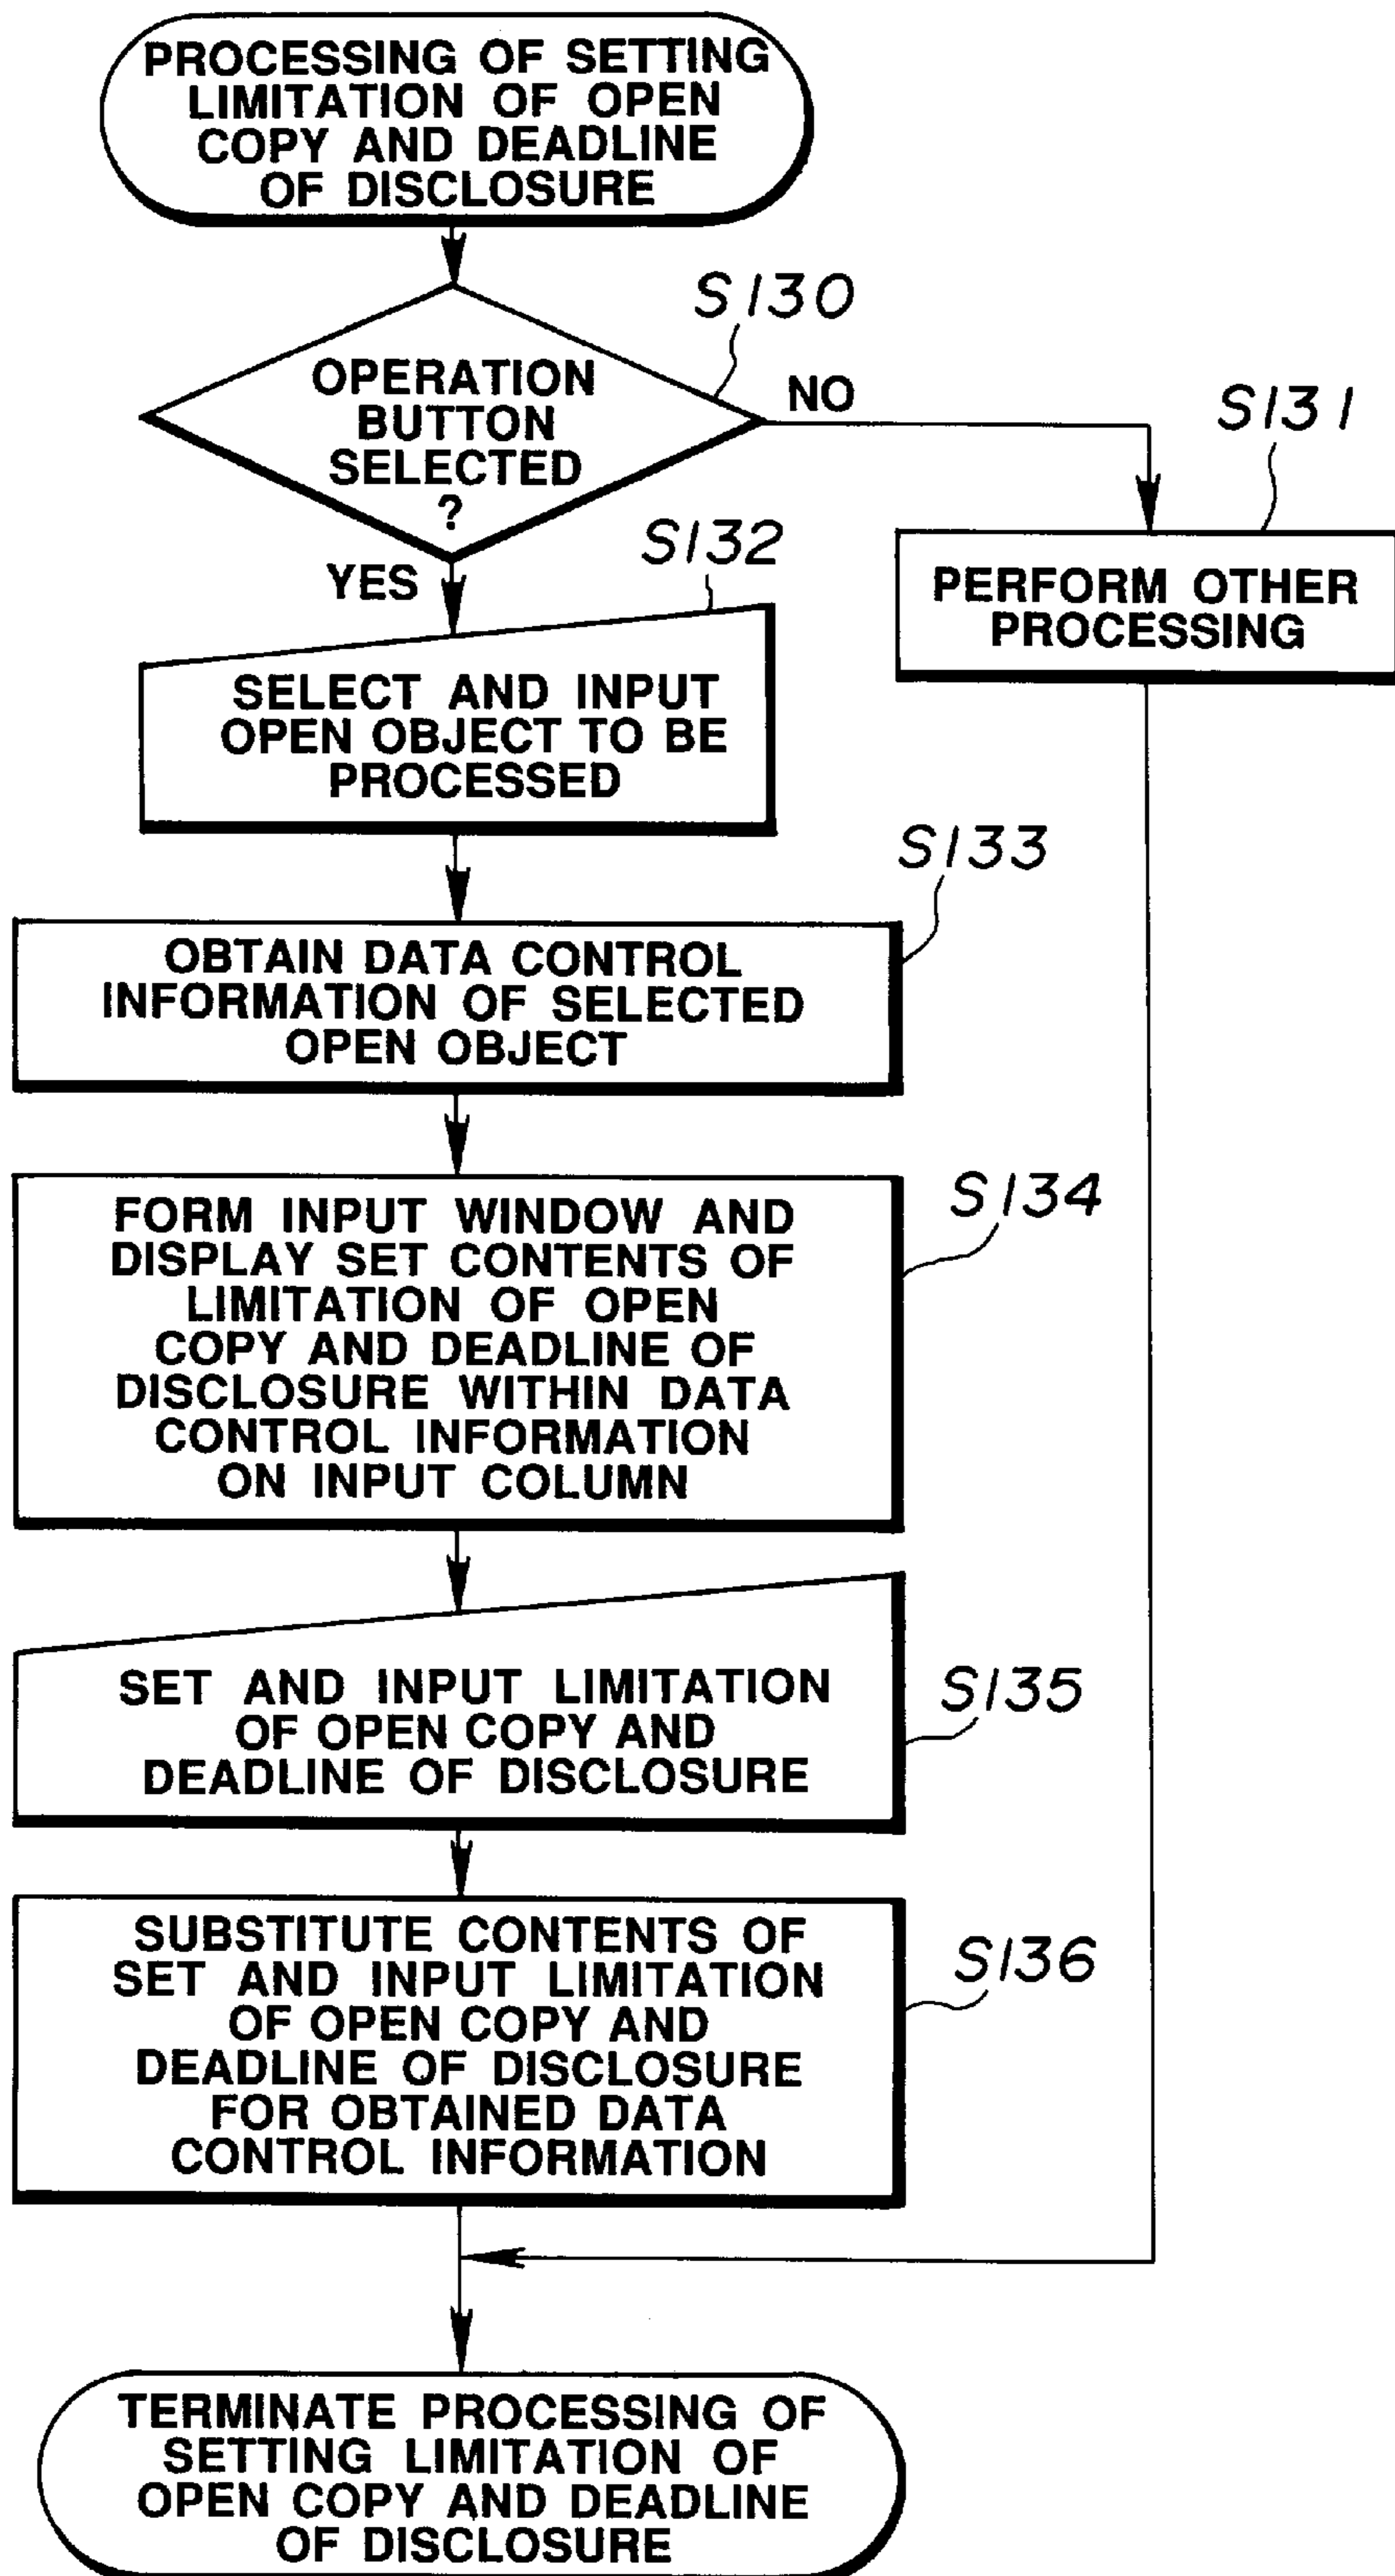 PROCESSING OF SETTING
LIMITATION OF OPEN
COPY AND DEADLINE
OF DISCLOSURE
S130
OPERATION
BUTTON
SELECTED
?
NO
S131
PERFORM OTHER
PROCESSING
YES
S132
SELECT AND INPUT
OPEN OBJECT TO BE
PROCESSED
S133
OBTAIN DATA CONTROL
INFORMATION OF SELECTED
OPEN OBJECT
S134
FORM INPUT WINDOW AND
DISPLAY SET CONTENTS OF
LIMITATION OF OPEN
COPY AND DEADLINE OF
DISCLOSURE WITHIN DATA
CONTROL INFORMATION
ON INPUT COLUMN
S135
SET AND INPUT LIMITATION
OF OPEN COPY AND
DEADLINE OF DISCLOSURE
S136
SUBSTITUTE CONTENTS OF
SET AND INPUT LIMITATION
OF OPEN COPY AND
DEADLINE OF DISCLOSURE
FOR OBTAINED DATA
CONTROL INFORMATION
TERMINATE PROCESSING OF
SETTING LIMITATION OF
OPEN COPY AND DEADLINE
OF DISCLOSURE